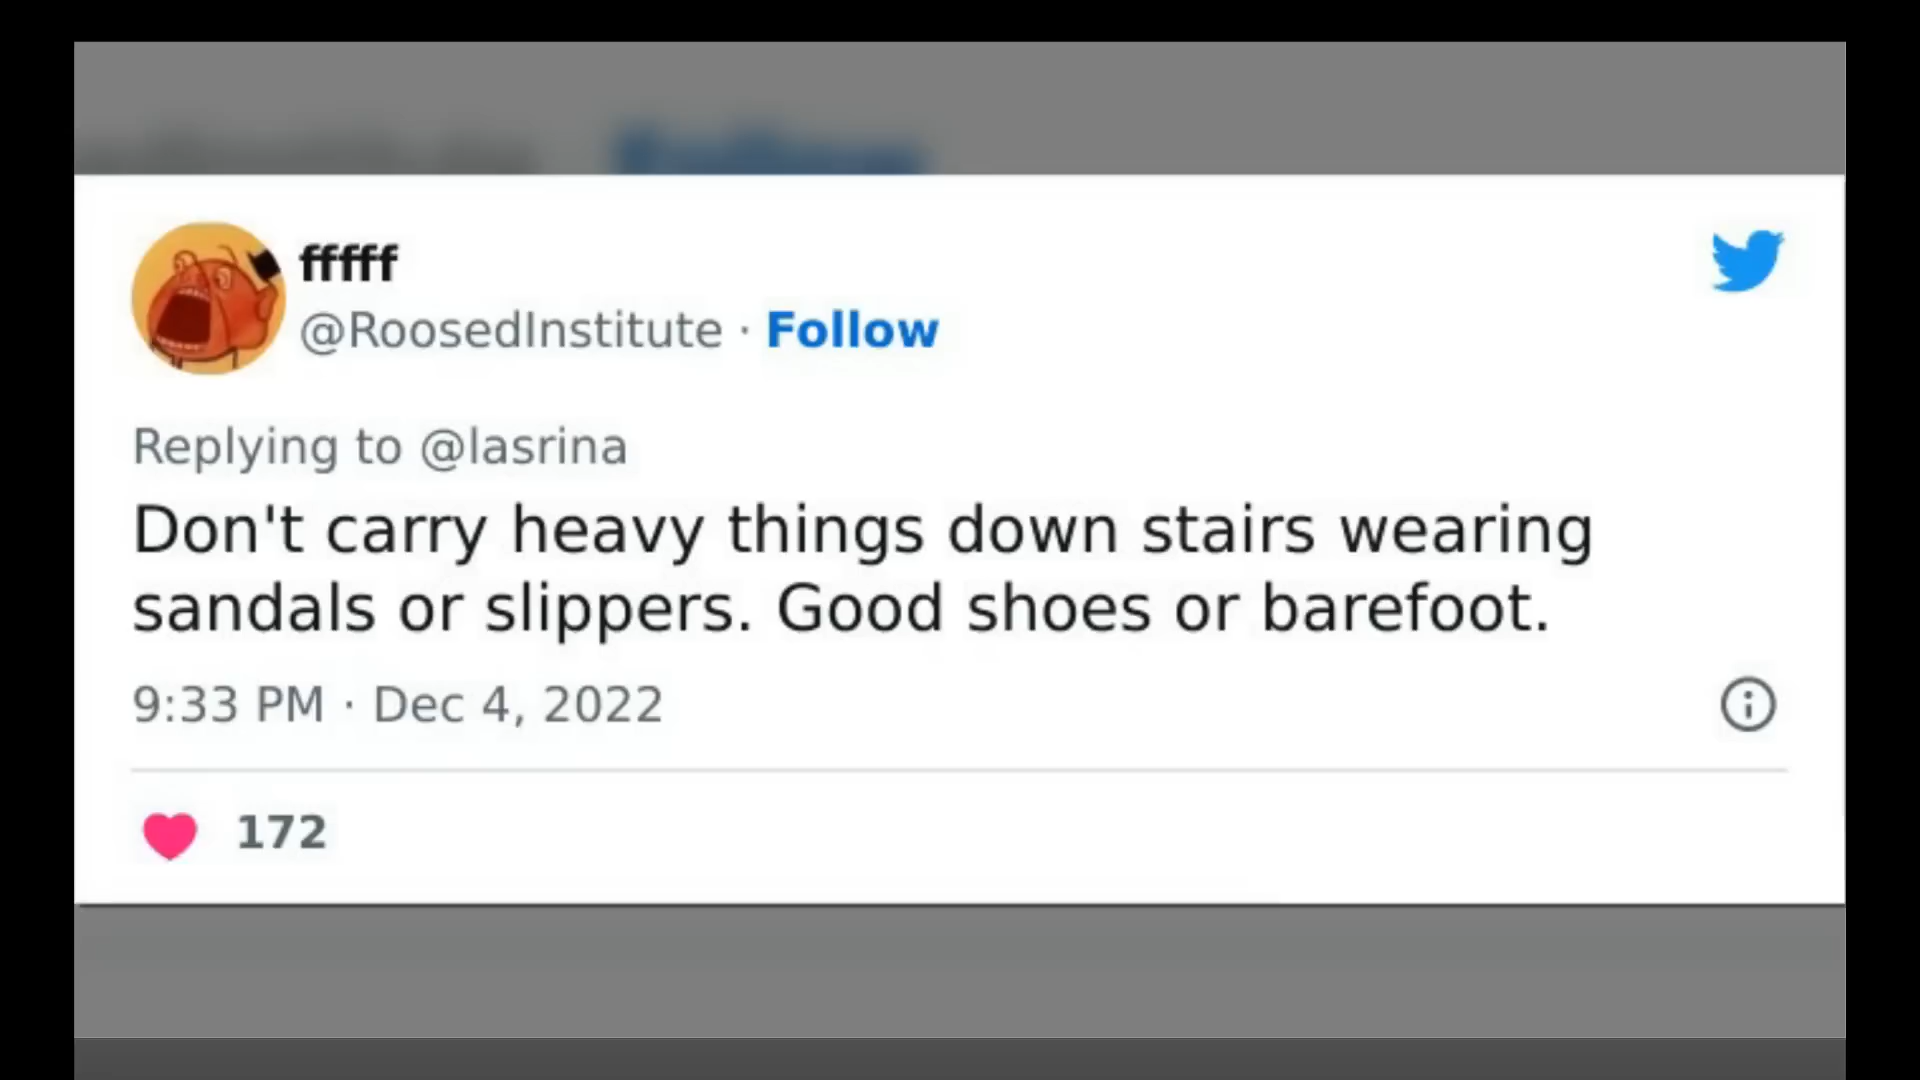 fffff
@RoosedInstitute · Follow
Replying to @lasrina
Don't carry heavy things down stairs wearing
sandals or slippers. Good shoes or barefoot.
9:33 PM · Dec 4, 2022
172